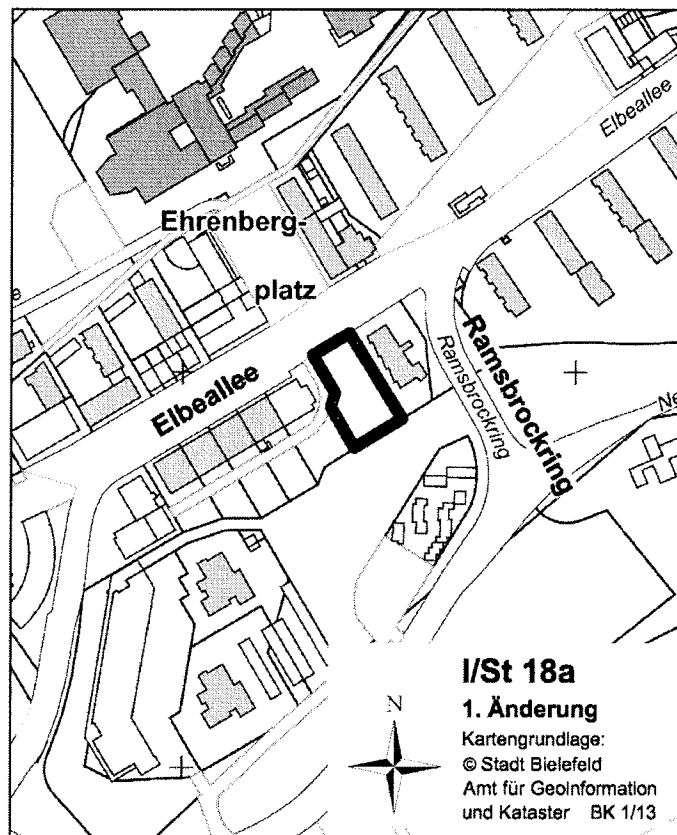 Elbeallee
Ehrenberg-
platz
Elbeallee
Ramsbrockring
Ramsbrockring
Ne
e
I/St 18a
1. Änderung
N
Kartengrundlage:
© Stadt Bielefeld
Amt für Geoinformation
und Kataster BK 1/13